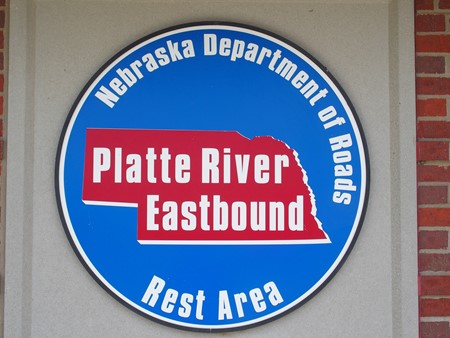 Nebraska Department of Roads
Platte River
Eastbound
Rest Area